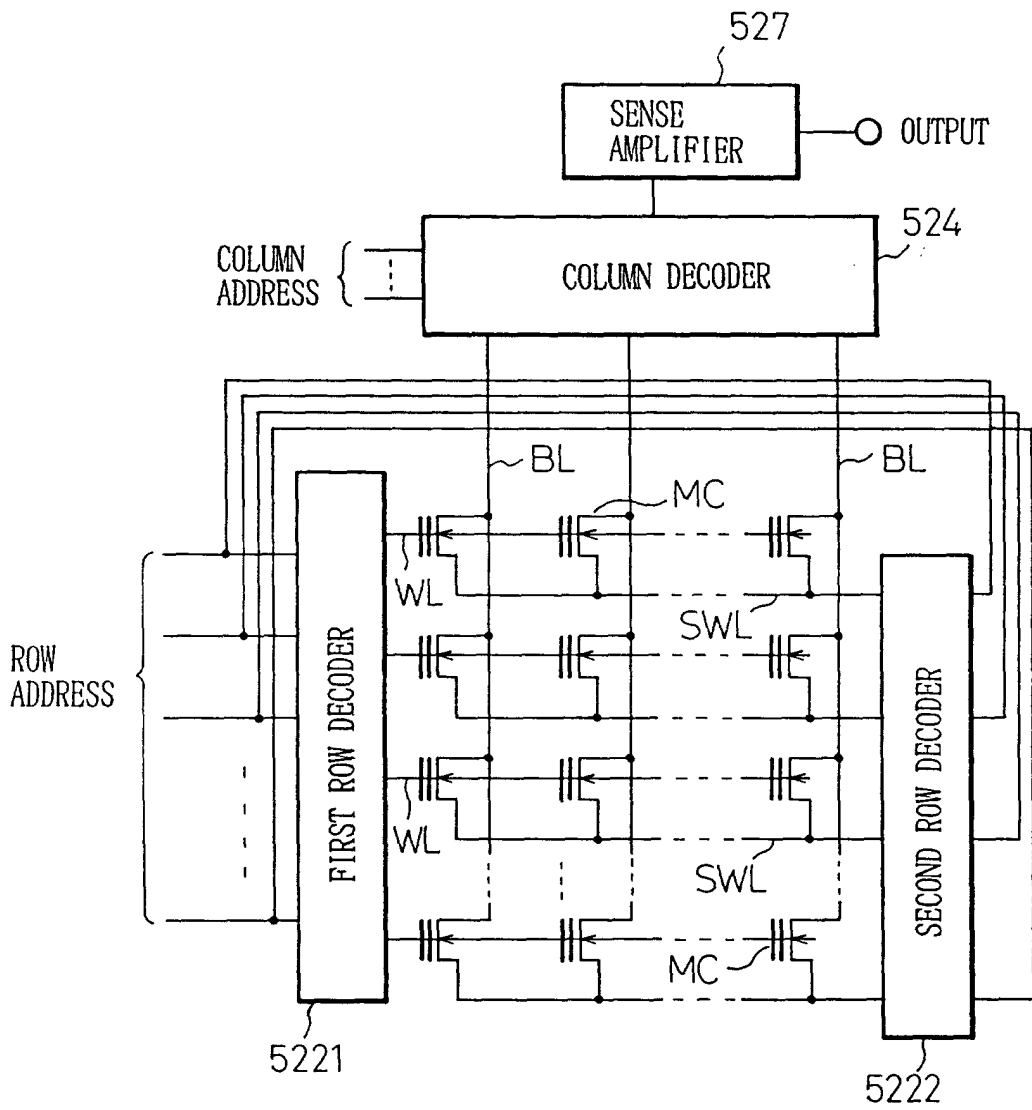 527
SENSE
AMPLIFIER
OUTPUT
524
COLUMN
ADDRESS
COLUMN DECODER
BL
BL
MC
WL
SWL
ROW
ADDRESS
FIRST ROW DECODER
SECOND ROW DECODER
WL
SWL
MC
5221
5222